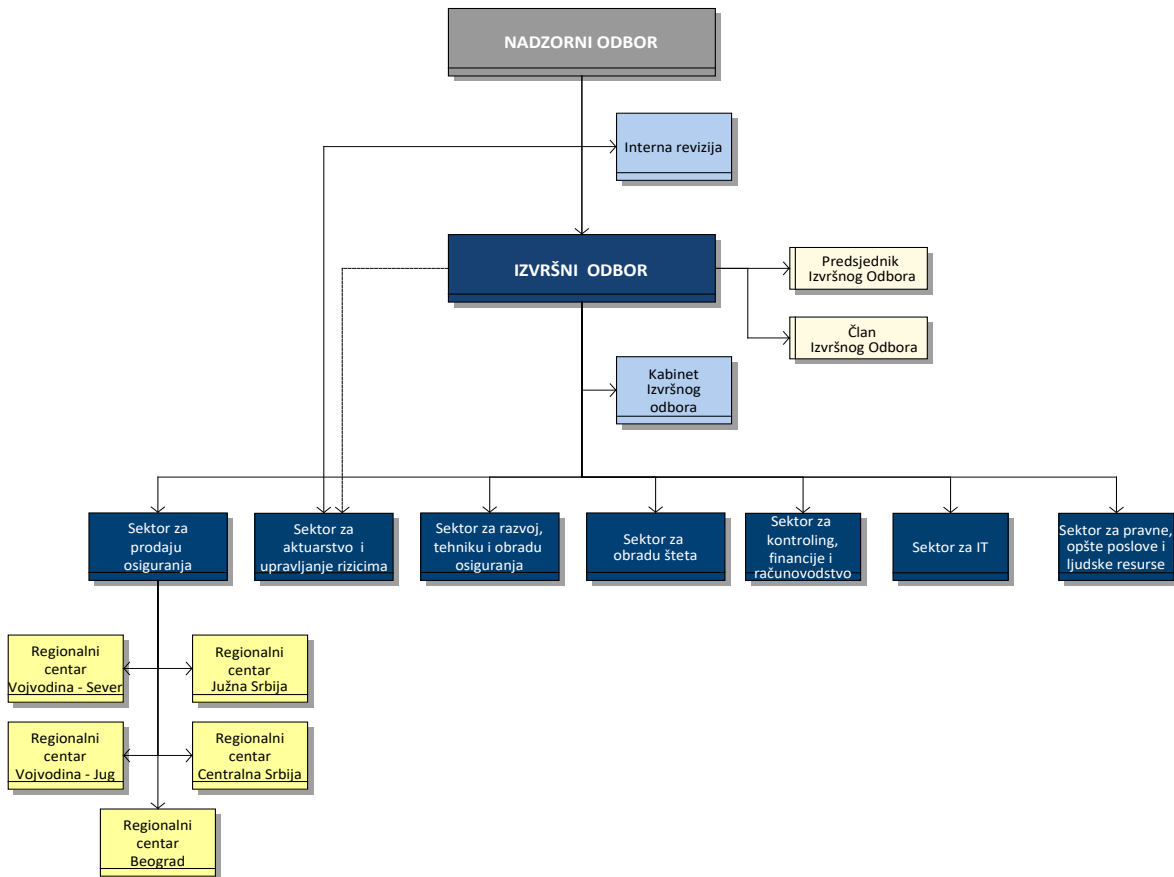 NADZORNI ODBOR
Interna revizija
IZVRŠNI ODBOR
Predsjednik
Izvršnog Odbora
Član
Izvršnog Odbora
Kabinet
Izvršnog
odbora
Sektor za
prodaju
osiguranja
Sektor za
aktuarstvo i
upravljanje rizicima
Sektor za razvoj,
tehniku i obradu
osiguranja
Sektor za
obradu šteta
Sektor za
kontroling,
financije i
računovodstvo
Sektor za IT
Sektor za pravne,
opšte poslove i
ljudske resurse
Regionalni
centar
Vojvodina - Sever
Regionalni
centar
Južna Srbija
Regionalni
centar
Vojvodina - Jug
Regionalni
centar
Centralna Srbija
Regionalni
centar
Beograd